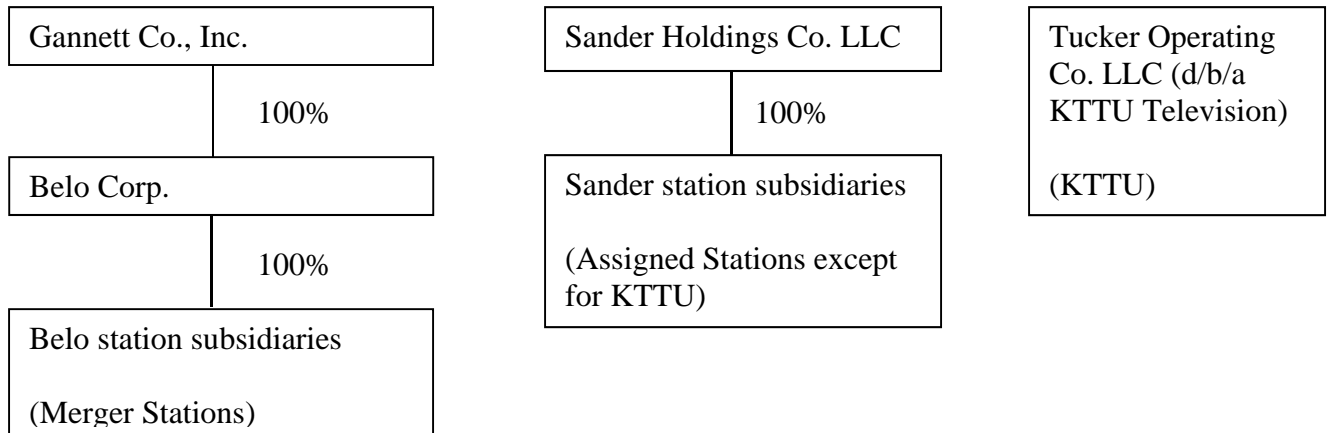 Gannett Co., Inc.
100%
Belo Corp.
100%
Belo station subsidiaries
(Merger Stations)
Sander Holdings Co. LLC
100%
Sander station subsidiaries
(Assigned Stations except
for KTTU)
Tucker Operating
Co. LLC (d/b/a
KTTU Television)
(KTTU)